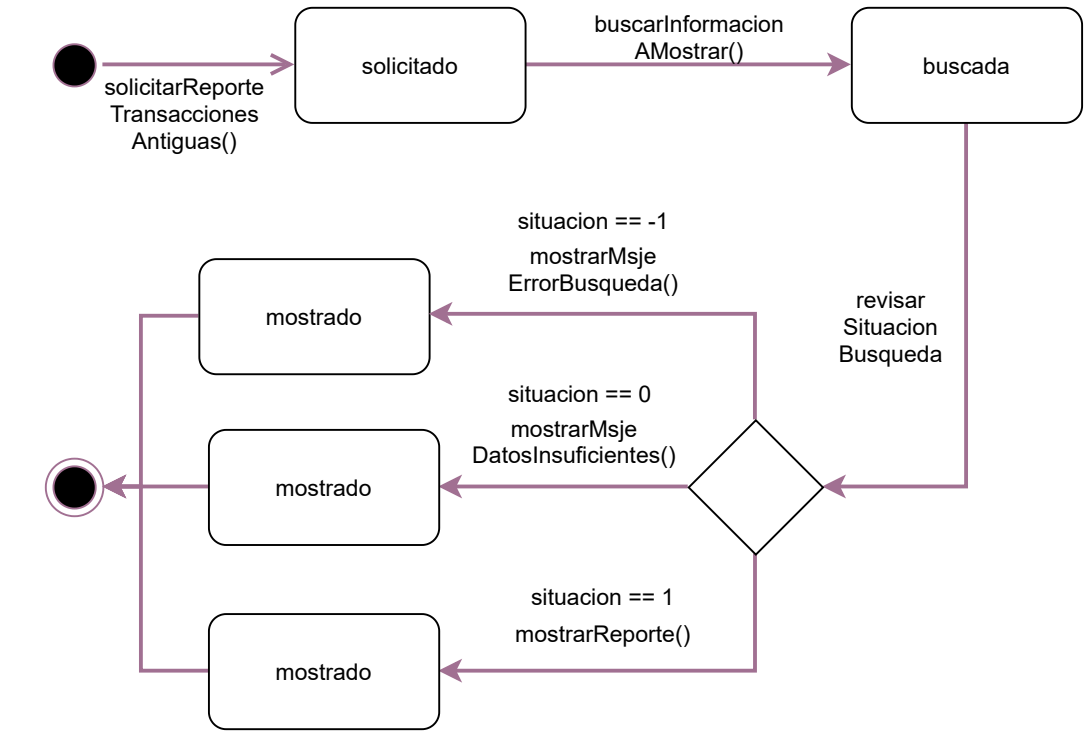 solicitarReporte
Transacciones
Antiguas()
solicitado
buscarInformacion
AMostrar()
buscada
revisar
Situacion
Busqueda
situacion == -1
mostrarMsje
ErrorBusqueda()
mostrado
situacion == 0
mostrarMsje
DatosInsuficientes()
mostrado
situacion == 1
mostrarReporte()
mostrado